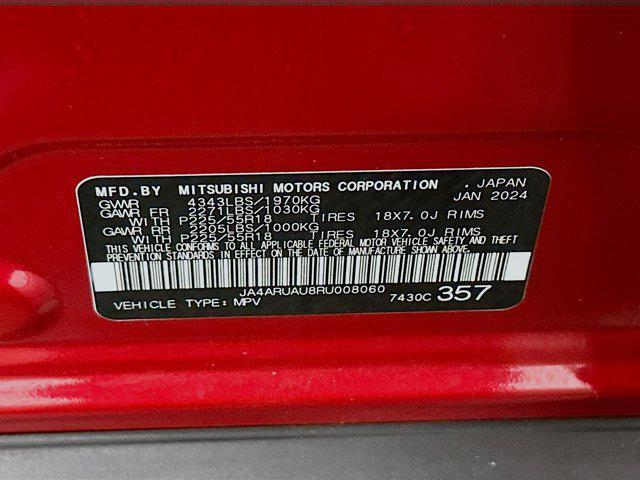 MFD.BY MITSUBISHI MOTORS CORPORATION . JAPAN
GVWR 4343LBS/1970KG JAN 2024
GAWR FR 2271LBS/1030KG
WITH P225/55R18 TIRES 18X7.0J RIMS
GAWR RR 2205LBS/1000KG
WITH P225/55R18 TIRES 18X7.0J RIMS
THIS VEHICLE CONFORMS TO ALL APPLICABLE FEDERAL MOTOR VEHICLE SAFETY AND THEFT
PREVENTION STANDARDS IN EFFECT ON THE DATE OF MANUFACTURE SHOWN ABOVE.
JA4ARUAU8RU008060
VEHICLE TYPE: MPV 7430C 357